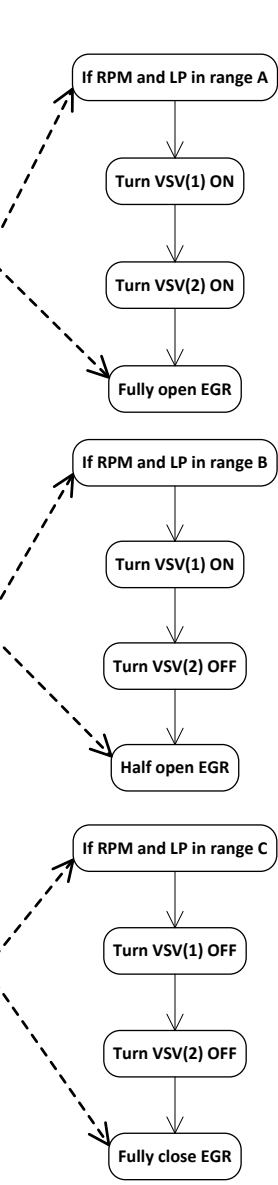 If RPM and LP in range A
Turn VSV(1) ON
Turn VSV(2) ON
Fully open EGR
If RPM and LP in range B
Turn VSV(1) ON
Turn VSV(2) OFF
Half open EGR
If RPM and LP in range C
Turn VSV(1) OFF
Turn VSV(2) OFF
Fully close EGR